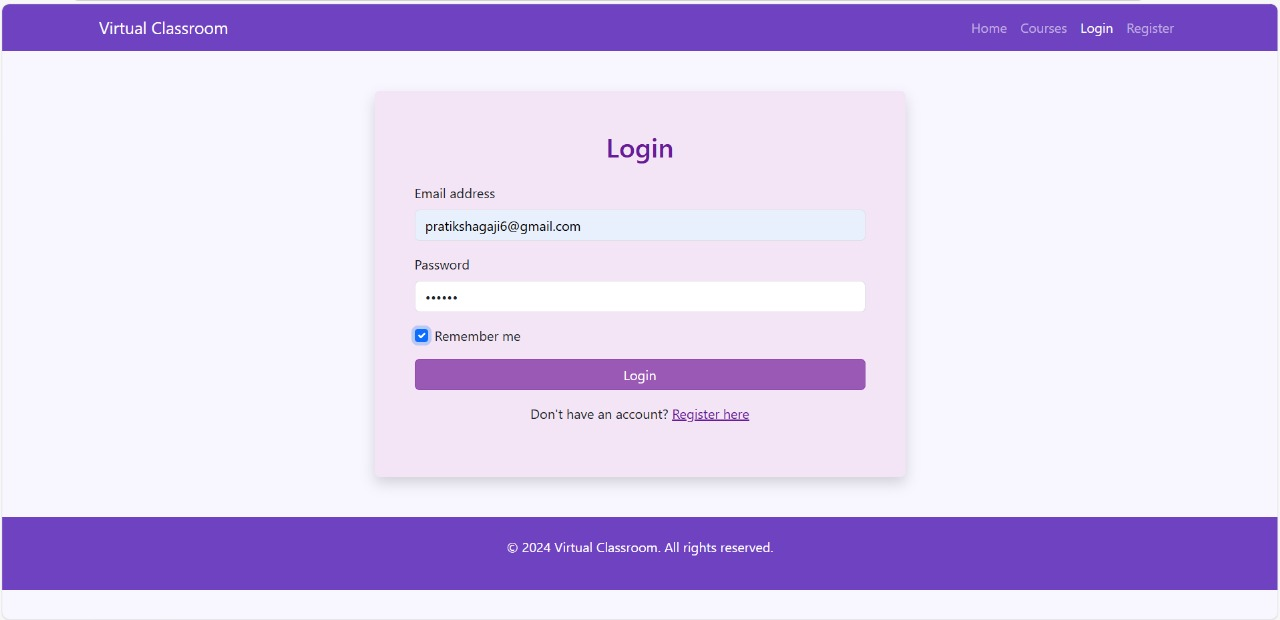 Virtual Classroom
Home Courses Login Register
Login
Email address
pratikshagaji6@gmail.com
Password
••••••
Remember me
Login
Don't have an account? Register here
© 2024 Virtual Classroom. All rights reserved.